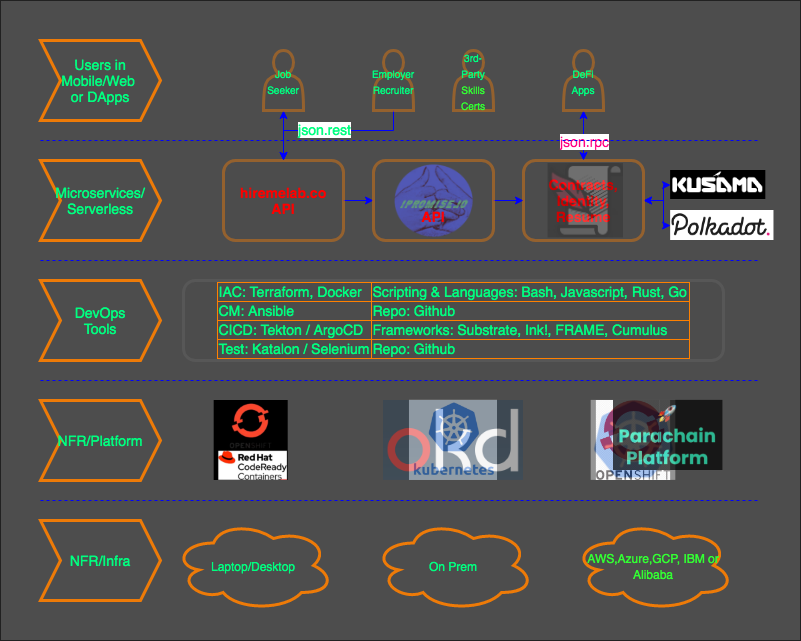 Users in
Mobile/Web
or DApps
Job
Seeker
Employer
Recruiter
3rd-
Party
Skills
Certs
DeFi
Apps
json.rest
json:rpc
Microservices/
Serverless
API
IPROMISE.IO
API
Contracts,
Identity,
Resume
KUSAMA
Polkadot.
DevOps
Tools
IAC: Terraform, Docker
Scripting & Languages: Bash, Javascript, Rust, Go
CM: Ansible
Repo: Github
CICD: Tekton / ArgoCD
Frameworks: Substrate, Ink!, FRAME, Cumulus
Test: Katalon / Selenium
Repo: Github
NFR/Platform
OPENSHIFT
Red Hat
CodeReady
Containers
okd
kubernetes
Parachain
Platform
OPENSHIFT
NFR/Infra
Laptop/Desktop
On Prem
AWS,Azure,GCP, IBM or
Alibaba